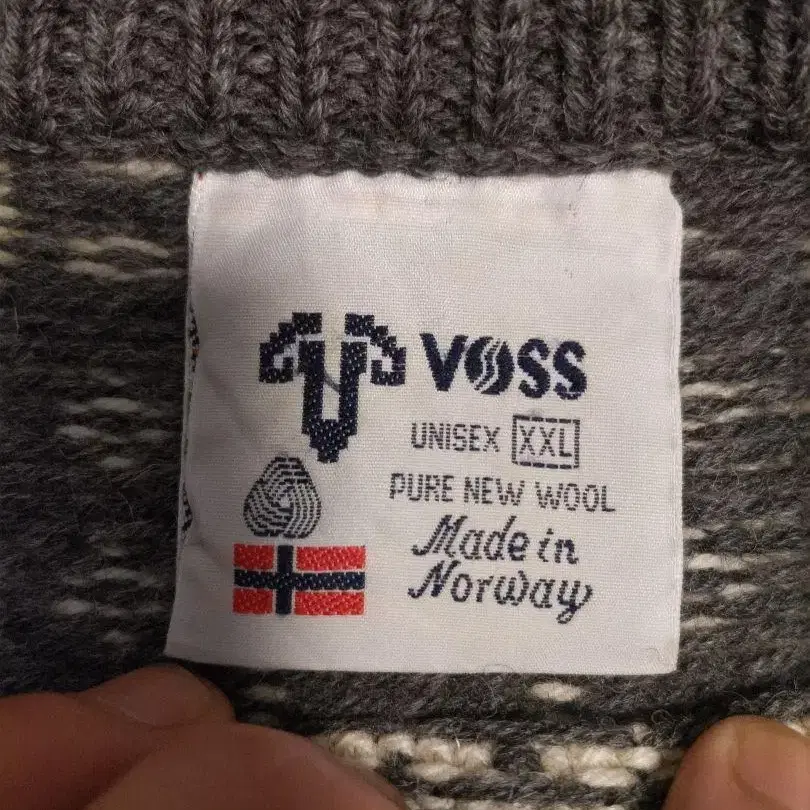 VOSS
UNISEX XXL
PURE NEW WOOL
Made in
Norway